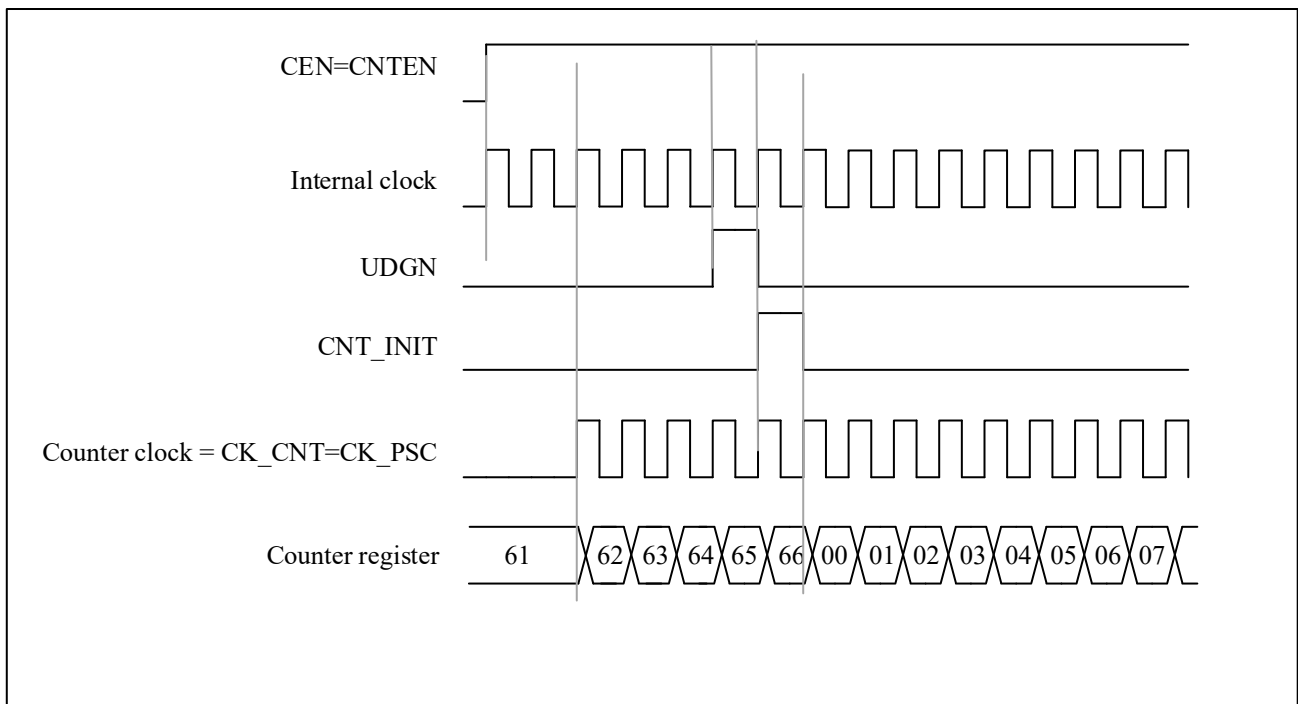 CEN=CNTEN
Internal clock
UDGN
CNT_INIT
Counter clock = CK_CNT=CK_PSC
Counter register 61 62 63 64 65 66 00 01 02 03 04 05 06 07